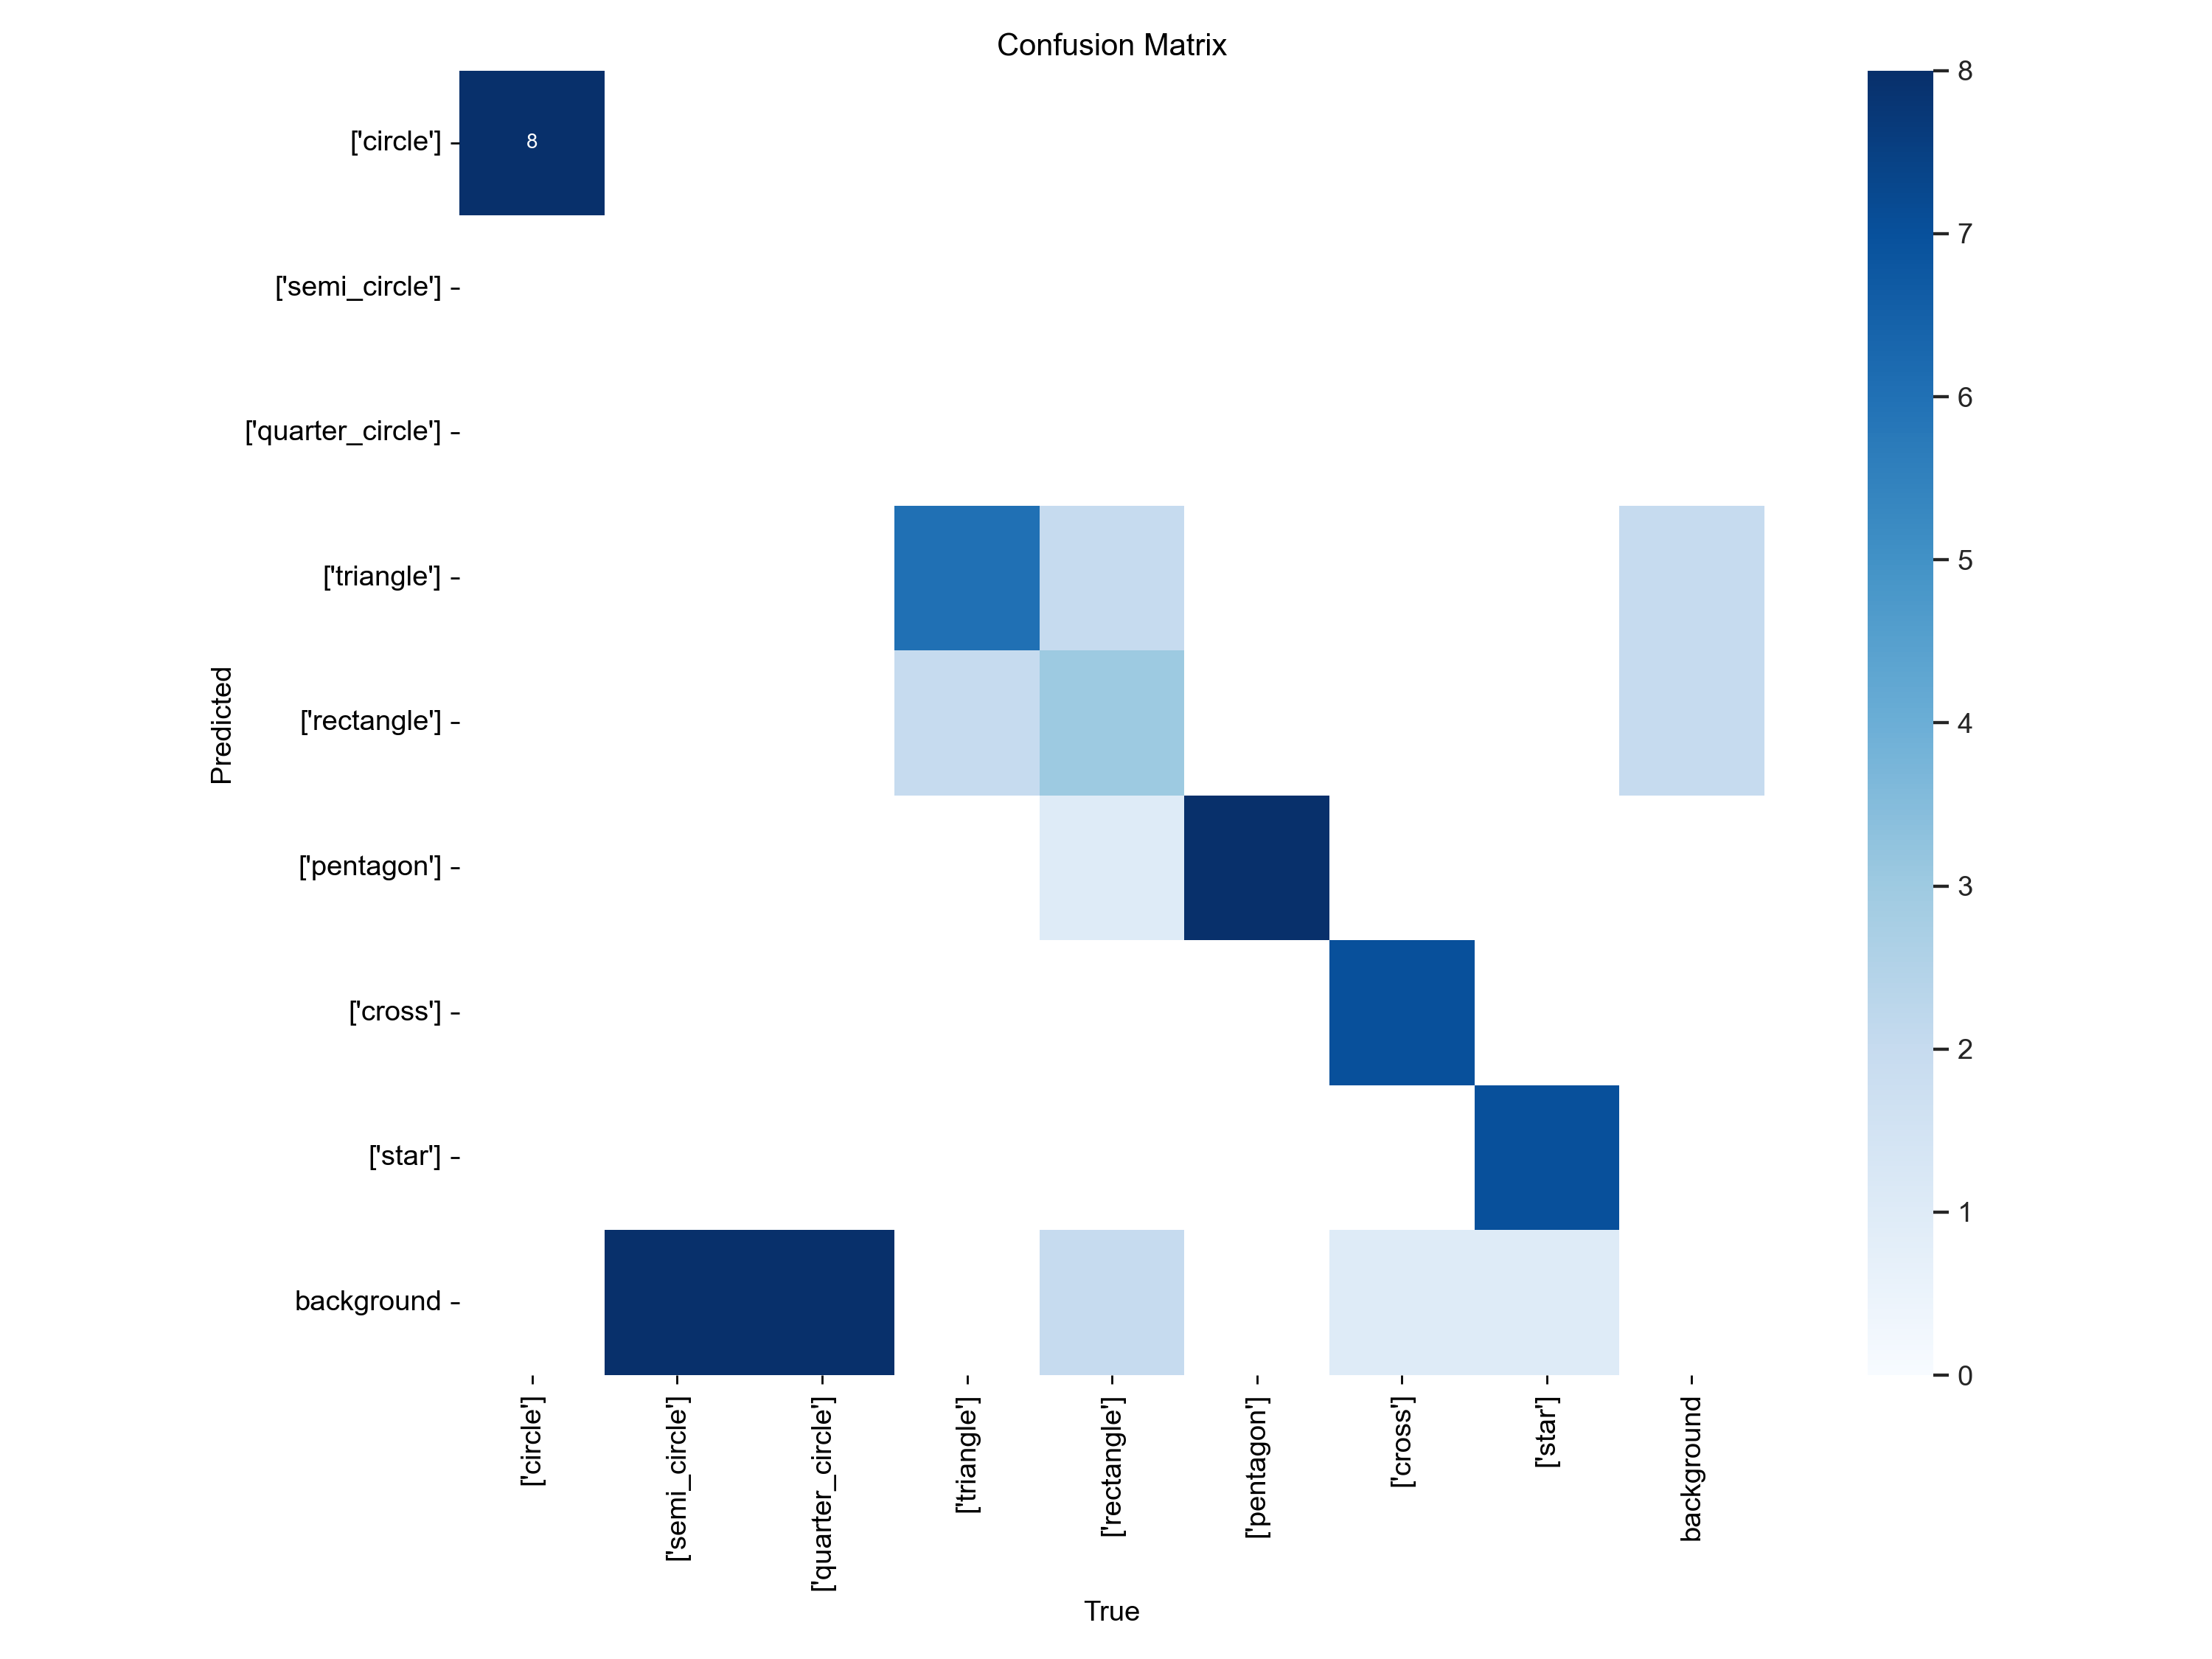 Confusion Matrix
['circle']
['semi_circle']
['quarter_circle']
['triangle']
['rectangle']
['pentagon']
['cross']
['star']
background
Predicted
8
['circle']
['semi_circle']
['quarter_circle']
['triangle']
['rectangle']
['pentagon']
['cross']
['star']
background
True
8
7
6
5
4
3
2
1
0